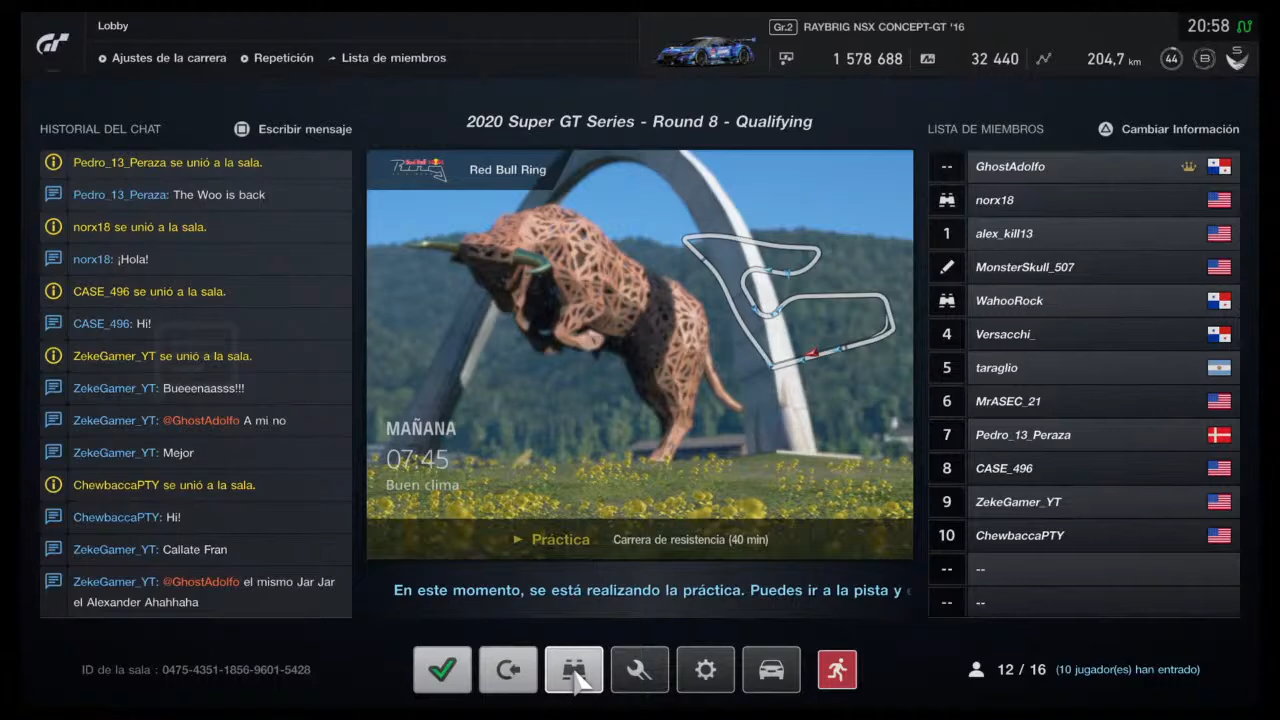 Lobby
Ajustes de la carrera
Repetición
Lista de miembros
Gr.2
RAYBRIG NSX CONCEPT-GT '16
20:58
1 578 688
32 440
204,7 km
44
B
S
2020 Super GT Series - Round 8 - Qualifying
HISTORIAL DEL CHAT
Escribir mensaje
Pedro_13_Peraza se unió a la sala.
Pedro_13_Peraza: The Woo is back
norx18 se unió a la sala.
norx18: ¡Hola!
CASE_496 se unió a la sala.
CASE_496: Hi!
ZekeGamer_YT se unió a la sala.
ZekeGamer_YT: Bueeenaasss!!!
ZekeGamer_YT: @GhostAdolfo A mi no
ZekeGamer_YT: Mejor
ChewbaccaPTY se unió a la sala.
ChewbaccaPTY: Hi!
ZekeGamer_YT: Callate Fran
ZekeGamer_YT: @GhostAdolfo el mismo Jar Jar
el Alexander Ahahhaha
Red Bull Ring
MAÑANA
07:45
Buen clima
Práctica
Carrera de resistencia (40 min)
En este momento, se está realizando la práctica. Puedes ir a la pista y
LISTA DE MIEMBROS
Cambiar Información
-- GhostAdolfo
norx18
1 alex_kill13
MonsterSkull_507
WahooRock
4 Versacchi_
5 taraglio
6 MrASEC_21
7 Pedro_13_Peraza
8 CASE_496
9 ZekeGamer_YT
10 ChewbaccaPTY
-- --
-- --
ID de la sala : 0475-4351-1856-9601-5428
12 / 16
(10 jugador(es) han entrado)